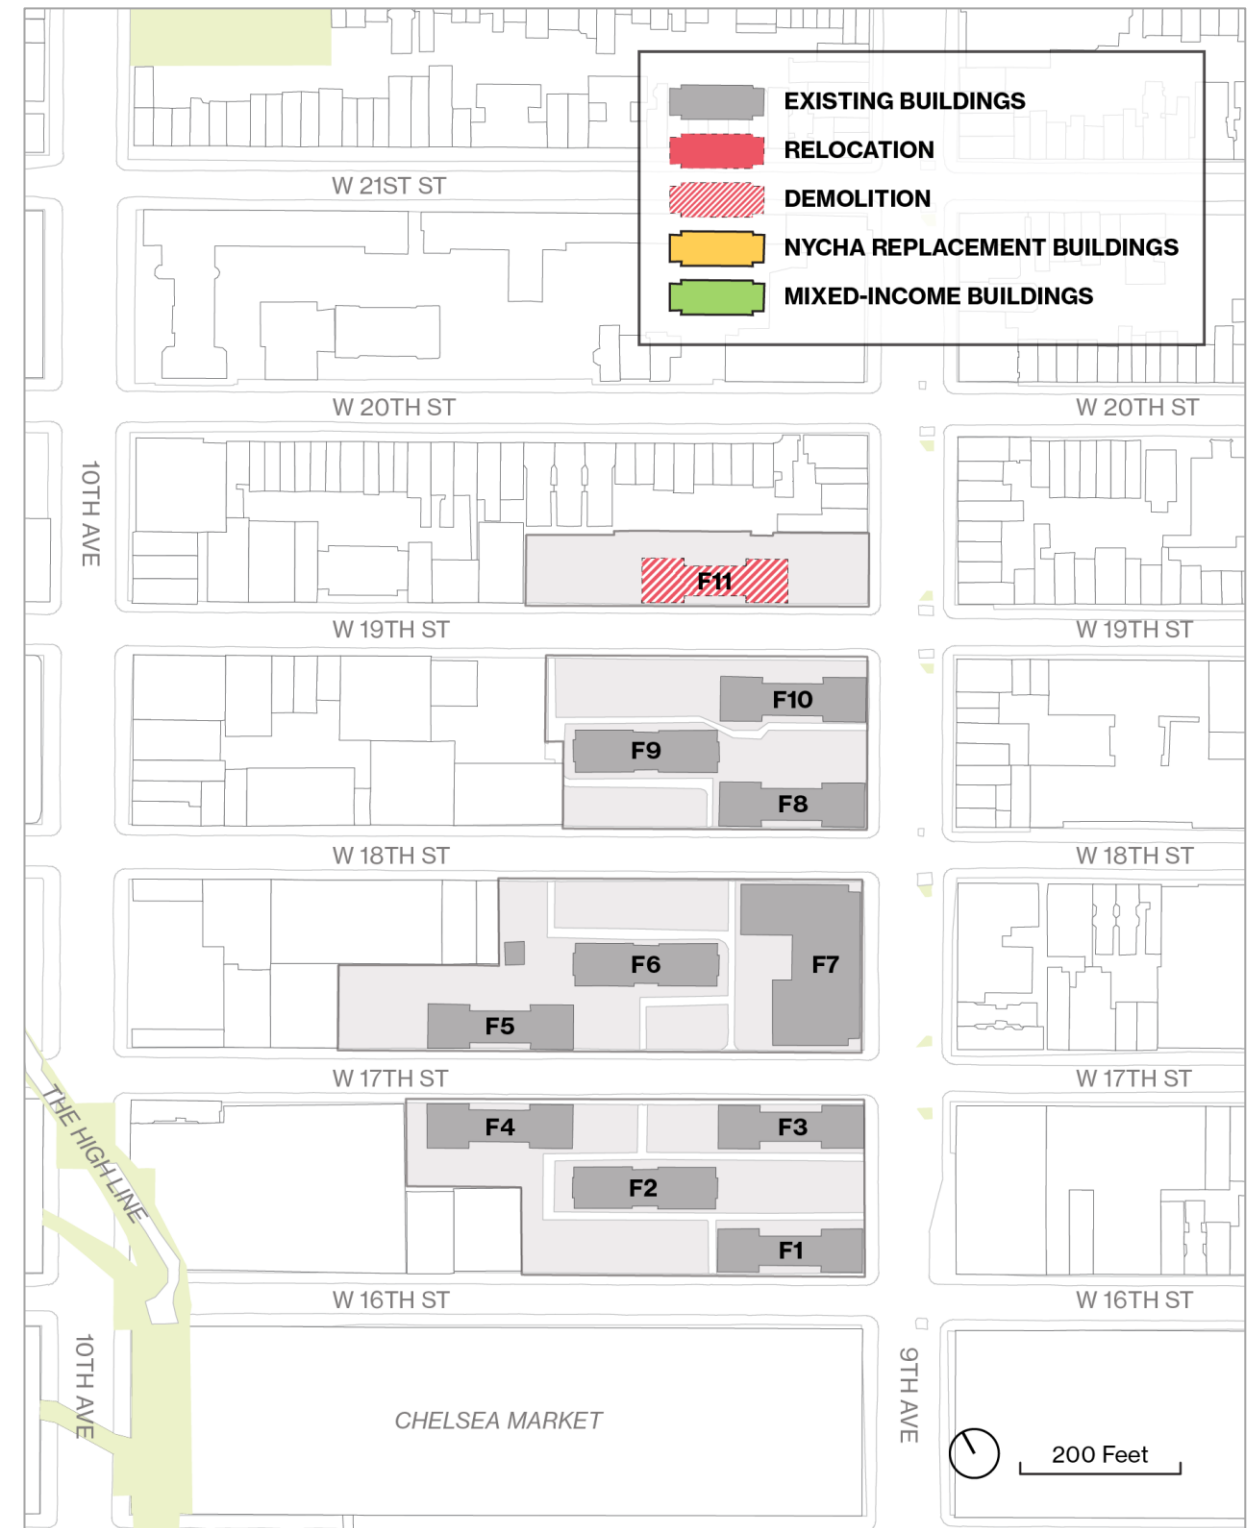 EXISTING BUILDINGS
RELOCATION
DEMOLITION
NYCHA REPLACEMENT BUILDINGS
MIXED-INCOME BUILDINGS
W 21ST ST
W 20TH ST
W 20TH ST
10TH AVE
F11
W 19TH ST
W 19TH ST
F10
F9
F8
W 18TH ST
W 18TH ST
F6
F7
F5
W 17TH ST
W 17TH ST
THE HIGH LINE
F4
F3
F2
F1
W 16TH ST
W 16TH ST
10TH AVE
9TH AVE
CHELSEA MARKET
200 Feet